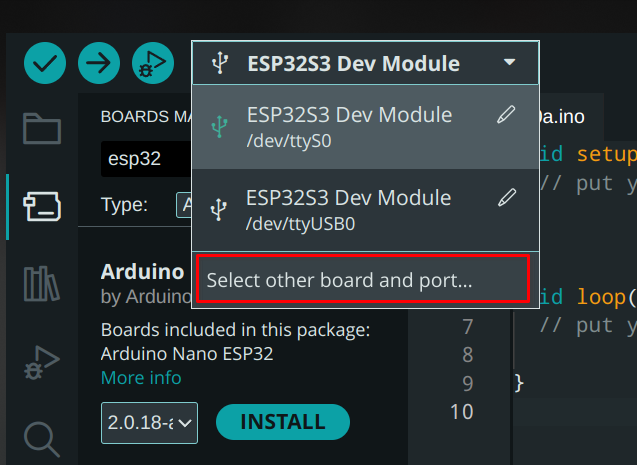 ESP32S3 Dev Module
ESP32S3 Dev Module
/dev/ttyS0
ESP32S3 Dev Module
/dev/ttyUSB0
Select other board and port...
BOARDS MA
esp32
Type:
Arduino
by Arduino
Boards included in this package:
Arduino Nano ESP32
More info
2.0.18-a
INSTALL
a.ino
id setup
// put y
id loop(
7 // put y
8
9 }
10